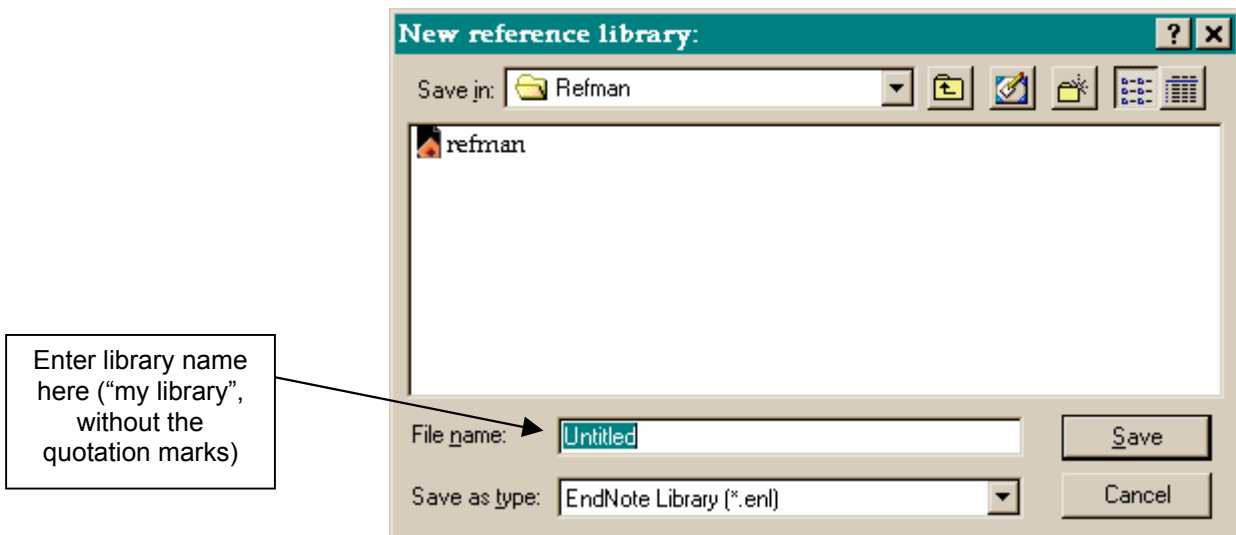 New reference library:
Save in: Refman
refman
Enter library name
here (“my library”,
without the
quotation marks)
File name: Untitled Save
Save as type: EndNote Library (*.enl) Cancel